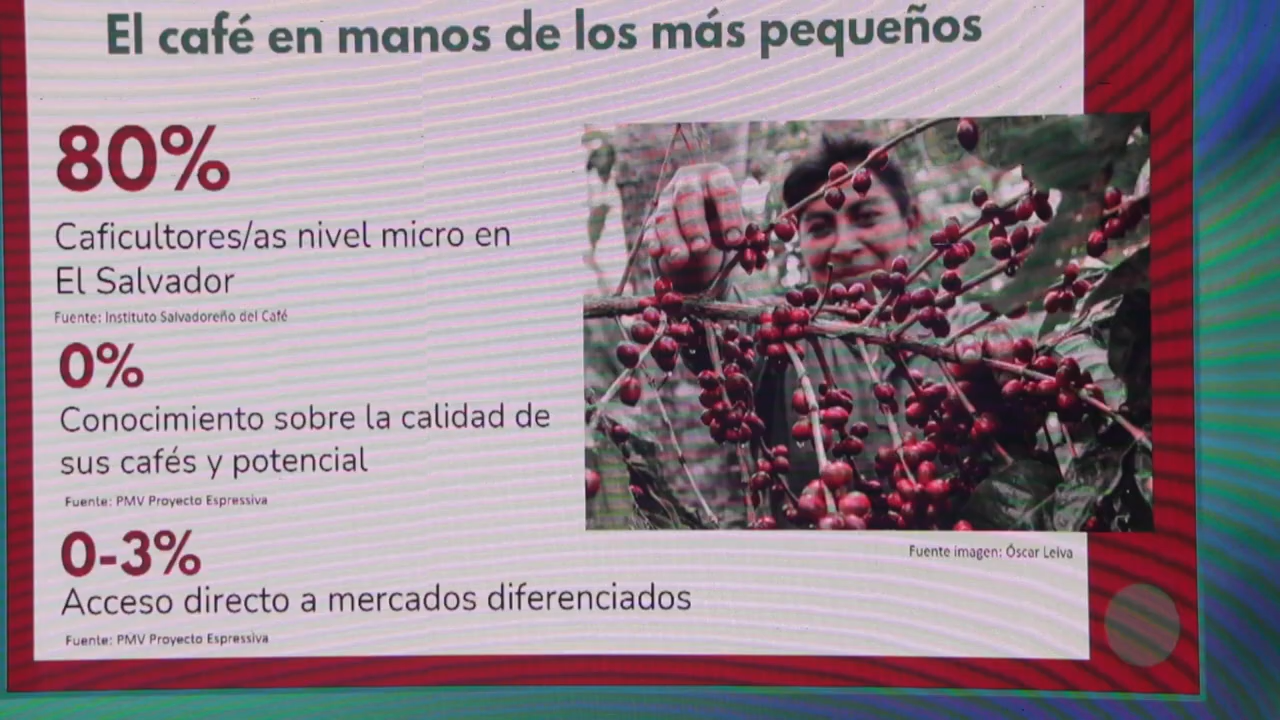 El café en manos de los más pequeños
80%
Caficultores/as nivel micro en
El Salvador
Fuente: Instituto Salvadoreño del Café
0%
Conocimiento sobre la calidad de
sus cafés y potencial
Fuente: PMV Proyecto Espressiva
0-3%
Acceso directo a mercados diferenciados
Fuente: PMV Proyecto Espressiva
Fuente imagen: Óscar Leiva